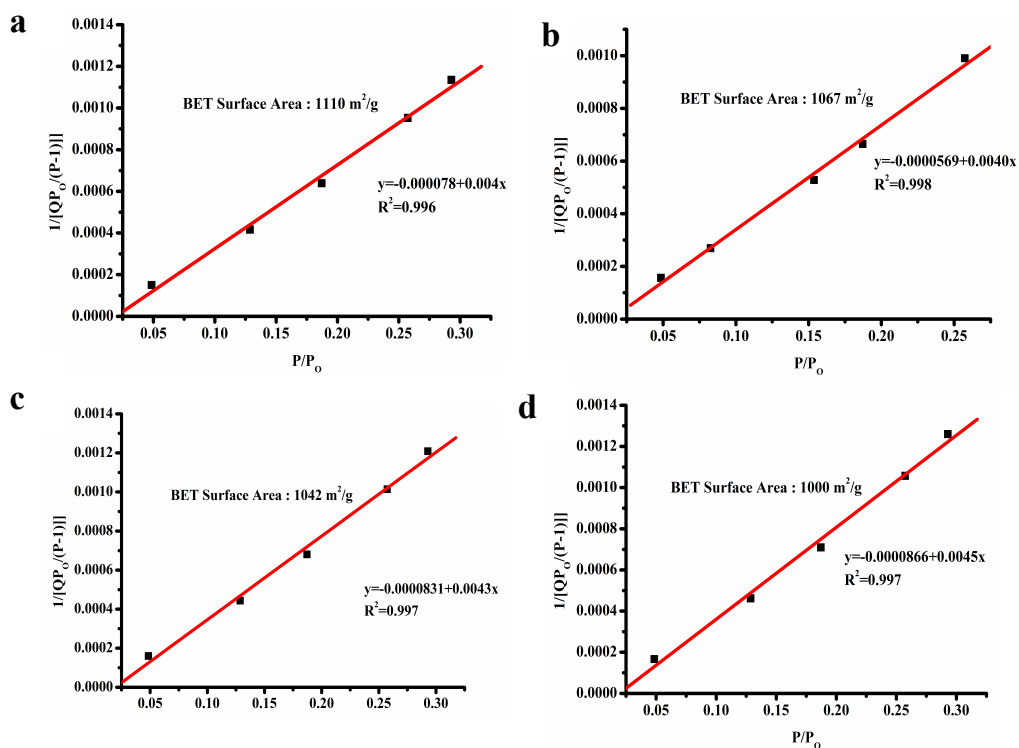 a
0.0014
0.0012
0.0010
0.0008
0.0006
0.0004
0.0002
0.0000
1/[QP₀/(P-1)]]
BET Surface Area : 1110 m²/g
y=-0.000078+0.004x
R²=0.996
0.05 0.10 0.15 0.20 0.25 0.30
P/P₀
b
0.0010
0.0008
0.0006
0.0004
0.0002
0.0000
1/[QP₀/(P-1)]]
BET Surface Area : 1067 m²/g
y=-0.0000569+0.0040x
R²=0.998
0.05 0.10 0.15 0.20 0.25
P/P₀
c
0.0014
0.0012
0.0010
0.0008
0.0006
0.0004
0.0002
0.0000
1/[QP₀/(P-1)]]
BET Surface Area : 1042 m²/g
y=-0.0000831+0.0043x
R²=0.997
0.05 0.10 0.15 0.20 0.25 0.30
d
0.0014
0.0012
0.0010
0.0008
0.0006
0.0004
0.0002
0.0000
1/[QP₀/(P-1)]]
BET Surface Area : 1000 m²/g
y=-0.0000866+0.0045x
R²=0.997
0.05 0.10 0.15 0.20 0.25 0.30
P/P₀